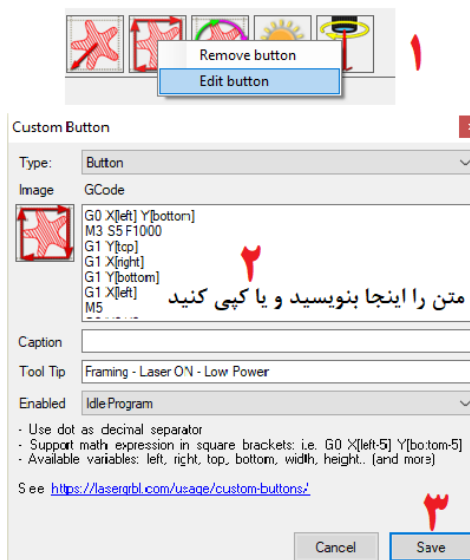 Remove button
Edit button
۱
Custom Button
Type: Button
Image GCode
G0 X[left] Y[bottom]
M3 S5 F1000
G1 Y[top]
G1 X[right]
G1 Y[bottom]
G1 X[left]
M5
۲
متن را اینجا بنویسید و یا کپی کنید
Caption
Tool Tip Framing - Laser ON - Low Power
Enabled IdleProgram
- Use dot as decimal separator
- Support math expression in square brackets: i.e. G0 X[left-5] Y[bottom-5]
- Available variables: left, right, top, bottom, width, height.. (and more)
See https://lasergrbl.com/usage/custom-buttons/
۳
Cancel Save